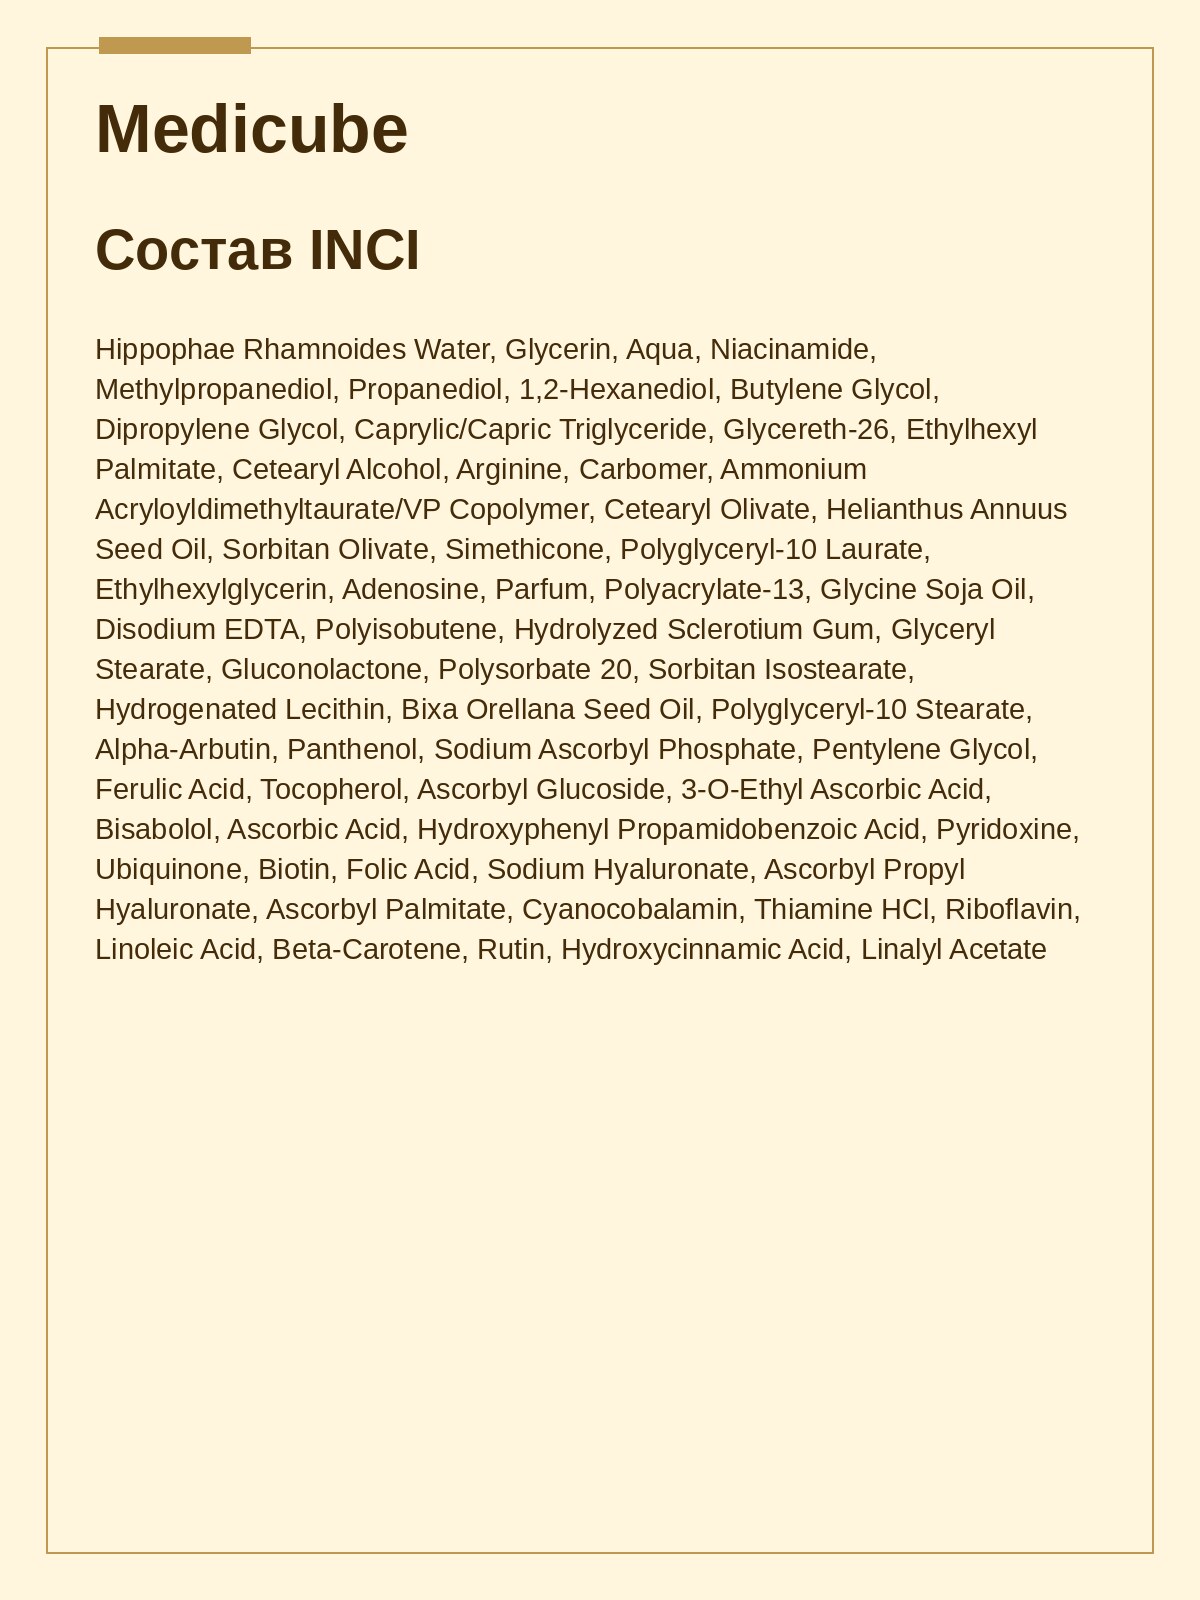 Medicube
Состав INCI
Hippophae Rhamnoides Water, Glycerin, Aqua, Niacinamide,
Methylpropanediol, Propanediol, 1,2-Hexanediol, Butylene Glycol,
Dipropylene Glycol, Caprylic/Capric Triglyceride, Glycereth-26, Ethylhexyl
Palmitate, Cetearyl Alcohol, Arginine, Carbomer, Ammonium
Acryloyldimethyltaurate/VP Copolymer, Cetearyl Olivate, Helianthus Annuus
Seed Oil, Sorbitan Olivate, Simethicone, Polyglyceryl-10 Laurate,
Ethylhexylglycerin, Adenosine, Parfum, Polyacrylate-13, Glycine Soja Oil,
Disodium EDTA, Polyisobutene, Hydrolyzed Sclerotium Gum, Glyceryl
Stearate, Gluconolactone, Polysorbate 20, Sorbitan Isostearate,
Hydrogenated Lecithin, Bixa Orellana Seed Oil, Polyglyceryl-10 Stearate,
Alpha-Arbutin, Panthenol, Sodium Ascorbyl Phosphate, Pentylene Glycol,
Ferulic Acid, Tocopherol, Ascorbyl Glucoside, 3-O-Ethyl Ascorbic Acid,
Bisabolol, Ascorbic Acid, Hydroxyphenyl Propamidobenzoic Acid, Pyridoxine,
Ubiquinone, Biotin, Folic Acid, Sodium Hyaluronate, Ascorbyl Propyl
Hyaluronate, Ascorbyl Palmitate, Cyanocobalamin, Thiamine HCl, Riboflavin,
Linoleic Acid, Beta-Carotene, Rutin, Hydroxycinnamic Acid, Linalyl Acetate